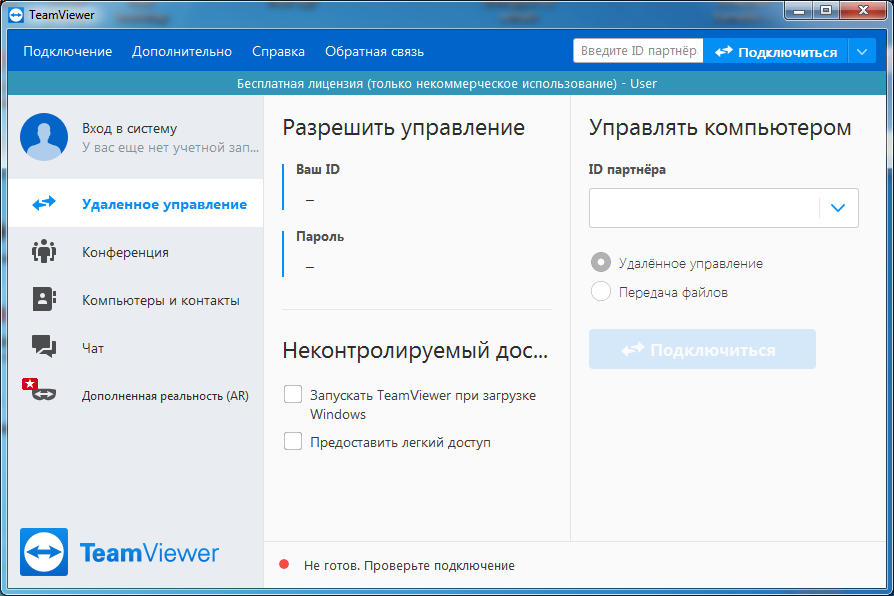 TeamViewer
Подключение Дополнительно Справка Обратная связь Введите ID партнёр Подключиться
Бесплатная лицензия (только некоммерческое использование) - User
Вход в систему
У вас еще нет учетной зап...
Удаленное управление
Конференция
Компьютеры и контакты
Чат
Дополненная реальность (AR)
TeamViewer
Разрешить управление
Ваш ID
–
Пароль
–
Неконтролируемый дос...
Запускать TeamViewer при загрузке
Windows
Предоставить легкий доступ
Управлять компьютером
ID партнёра
Удалённое управление
Передача файлов
Подключиться
Не готов. Проверьте подключение